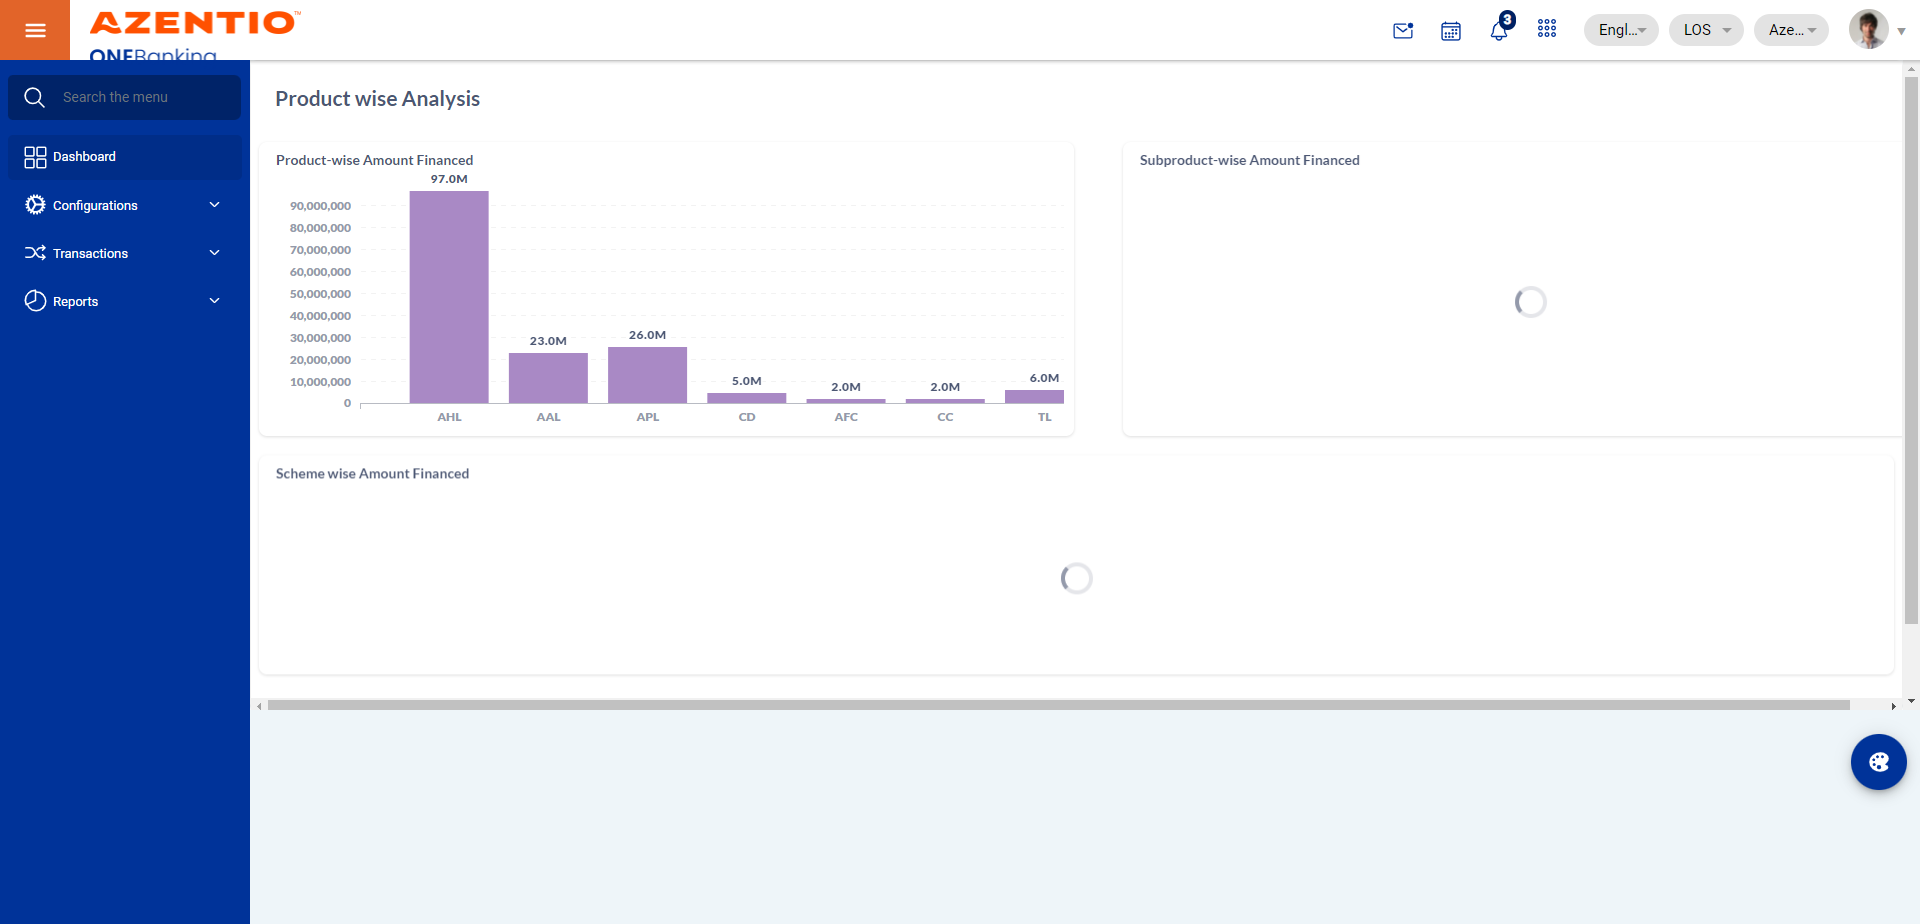 AZENTIO™
ONEBanking
3
Engl...
LOS
Aze...
Search the menu
Dashboard
Configurations
Transactions
Reports
Product wise Analysis
Product-wise Amount Financed
97.0M
90,000,000
80,000,000
70,000,000
60,000,000
50,000,000
40,000,000
30,000,000
20,000,000
10,000,000
0
23.0M
26.0M
5.0M
2.0M
2.0M
6.0M
AHL AAL APL CD AFC CC TL
Subproduct-wise Amount Financed
Scheme wise Amount Financed